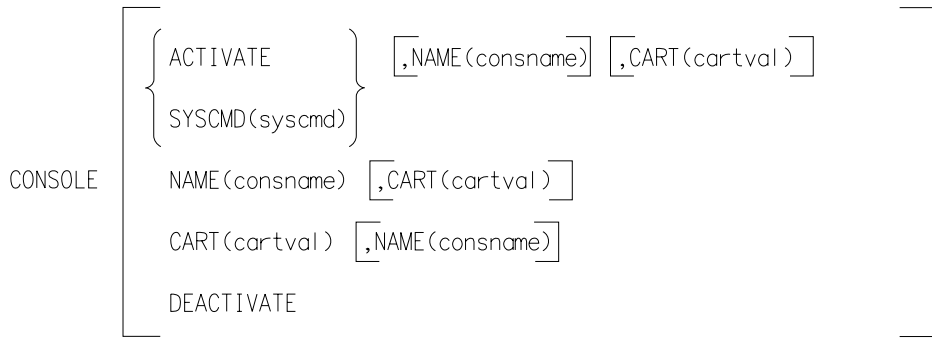 ACTIVATE ,NAME(consname) ,CART(cartval)
SYSCMD(syscmd)
CONSOLE NAME(consname) ,CART(cartval)
CART(cartval) ,NAME(consname)
DEACTIVATE